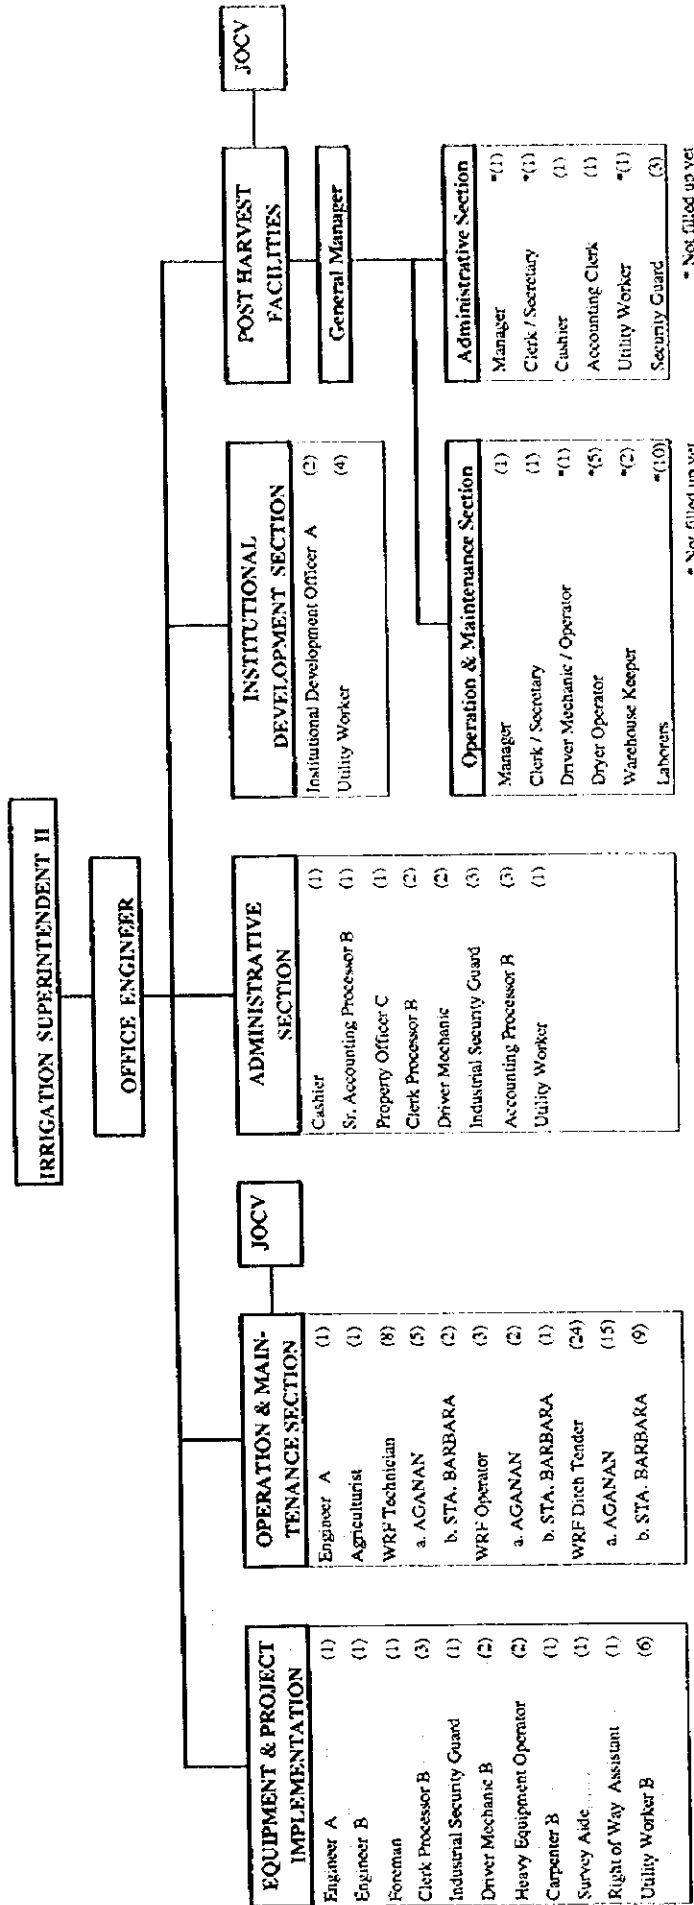 IRRIGATION SUPERINTENDENT II
OFFICE ENGINEER
EQUIPMENT & PROJECT
IMPLEMENTATION
Engineer A (1)
Engineer B (1)
Foreman (1)
Clerk Processor B (3)
Industrial Security Guard (1)
Driver Mechanic B (2)
Heavy Equipment Operator (2)
Carpenter B (1)
Survey Aide (1)
Right of Way Assistant (1)
Utility Worker B (6)
OPERATION & MAIN-
TENANCE SECTION
JOCV
Engineer A (1)
Agriculturist (1)
WRF Technician (8)
a. AGANAN (5)
b. STA. BARBARA (2)
WRF Operator (3)
a. AGANAN (2)
b. STA. BARBARA (1)
WRF Ditch Tender (24)
a. AGANAN (15)
b. STA. BARBARA (9)
ADMINISTRATIVE
SECTION
Cashier (1)
Sr. Accounting Processor B (1)
Property Officer C (1)
Clerk Processor B (2)
Driver Mechanic (2)
Industrial Security Guard (3)
Accounting Processor B (3)
Utility Worker (1)
INSTITUTIONAL
DEVELOPMENT SECTION
Institutional Development Officer A (2)
Utility Worker (4)
POST HARVEST
FACILITIES
JOCV
General Manager
Operation & Maintenance Section
Manager (1)
Clerk / Secretary (1)
Driver Mechanic / Operator *(1)
Dryer Operator *(5)
Warehouse Keeper *(2)
Laborers *(10)
* Not filled up yet
Administrative Section
Manager *(1)
Clerk / Secretary *(1)
Cashier (1)
Accounting Clerk (1)
Utility Worker *(1)
Security Guard (3)
* Not filled up yet